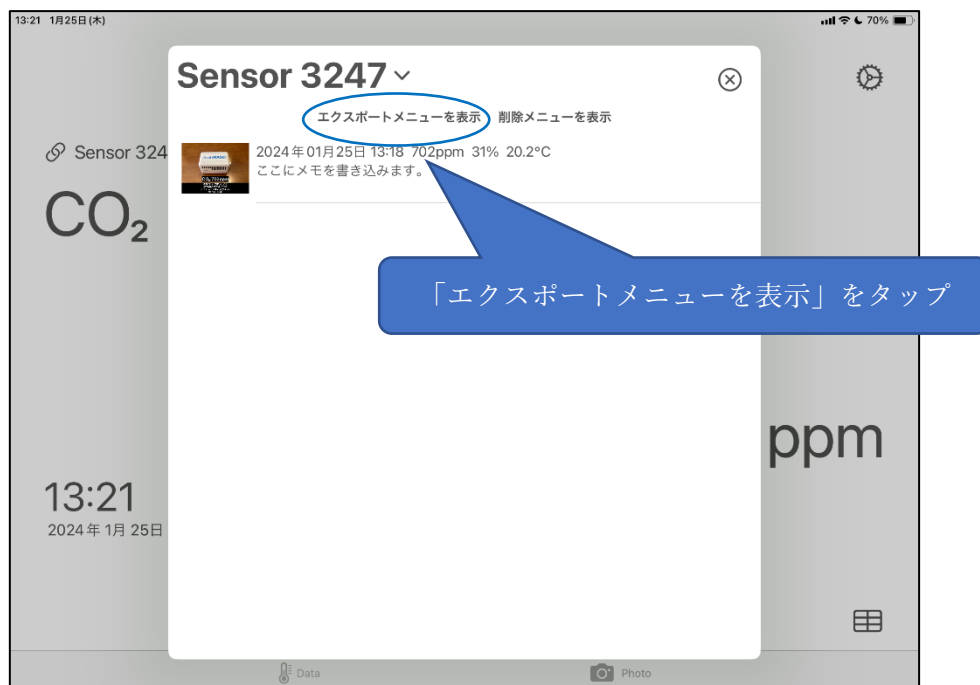 13:21 1月25日(木)
70%
Sensor 3247
エクスポートメニューを表示 削除メニューを表示
Sensor 324
2024年01月25日 13:18 702ppm 31% 20.2°C
ここにメモを書き込みます。
CO₂
「エクスポートメニューを表示」をタップ
ppm
13:21
2024年 1月 25日
Data
Photo